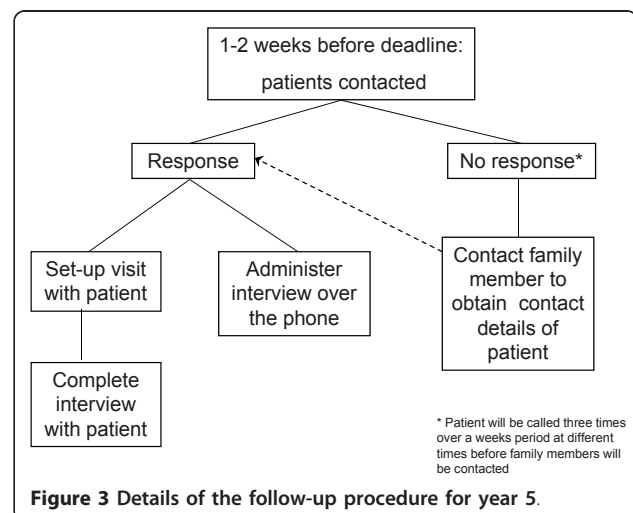 1-2 weeks before deadline:
patients contacted
Response
No response*
Set-up visit
with patient
Administer
interview over
the phone
Contact family
member to
obtain contact
details of
patient
Complete
interview
with patient
* Patient will be called three times
over a weeks period at different
times before family members will
be contacted
Figure 3 Details of the follow-up procedure for year 5.